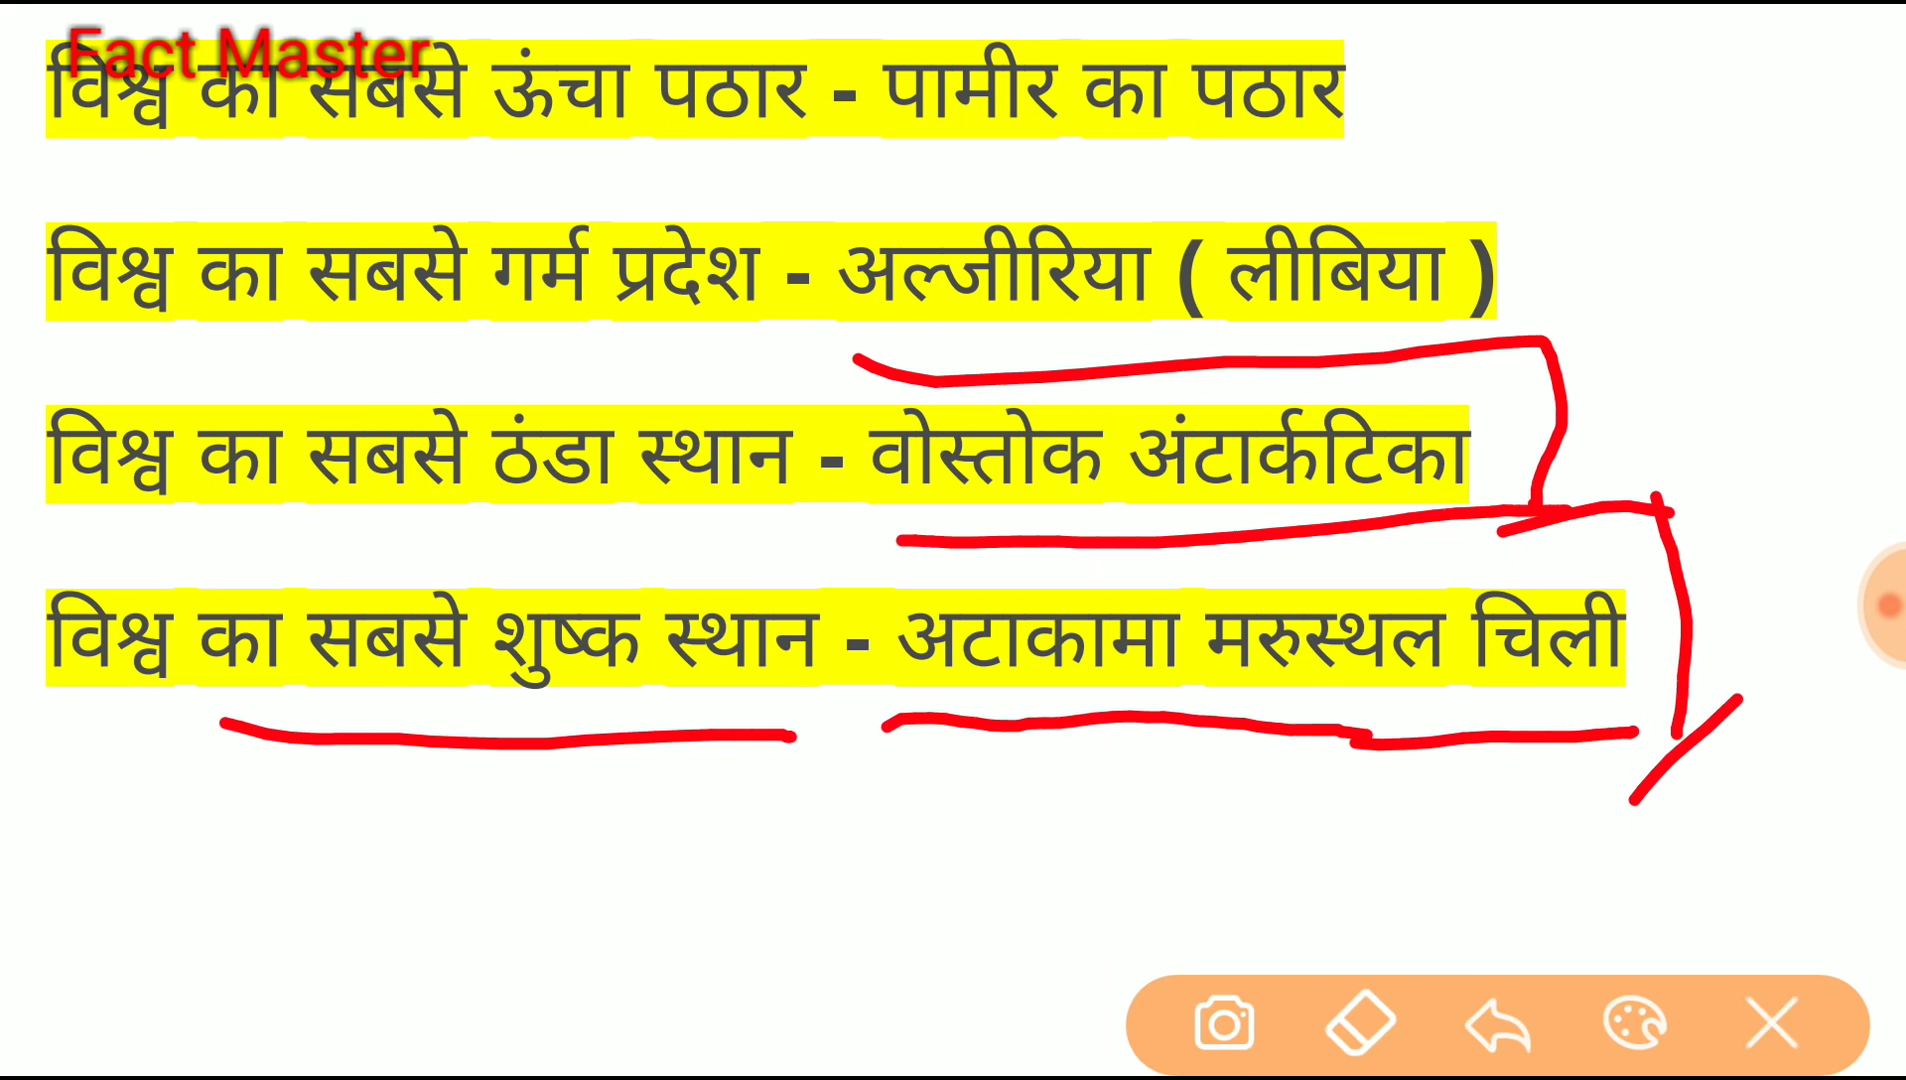 Fact Master
विश्व का सबसे ऊंचा पठार - पामीर का पठार
विश्व का सबसे गर्म प्रदेश - अल्जीरिया ( लीबिया )
विश्व का सबसे ठंडा स्थान - वोस्तोक अंटार्कटिका
विश्व का सबसे शुष्क स्थान - अटाकामा मरुस्थल चिली